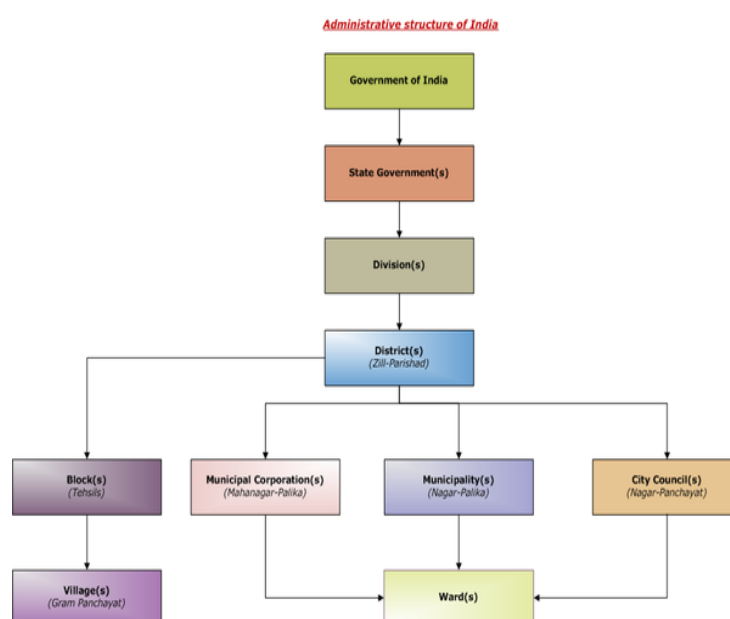 Administrative structure of India
Government of India
State Government(s)
Division(s)
District(s)
(Zill-Parishad)
Block(s)
(Tehsils)
Municipal Corporation(s)
(Mahanagar-Palika)
Municipality(s)
(Nagar-Palika)
City Council(s)
(Nagar-Panchayat)
Village(s)
(Gram Panchayat)
Ward(s)